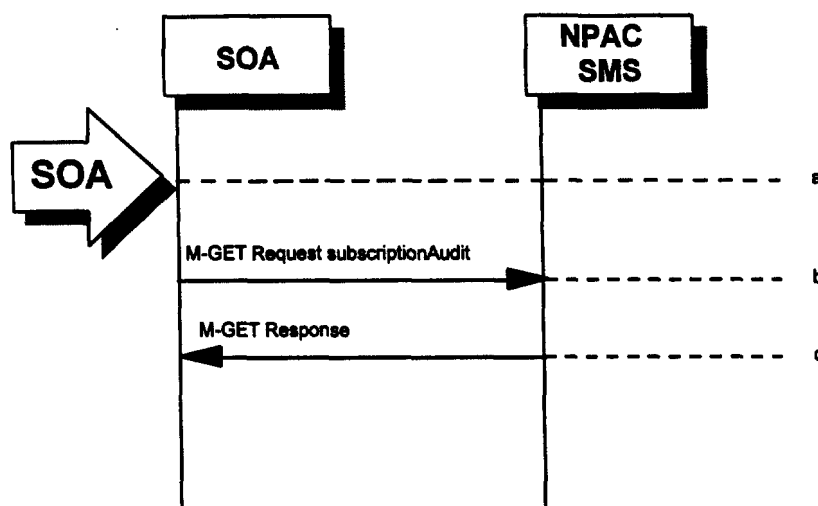 SOA
NPAC
SMS
SOA
a
M-GET Request subscriptionAudit
b
M-GET Response